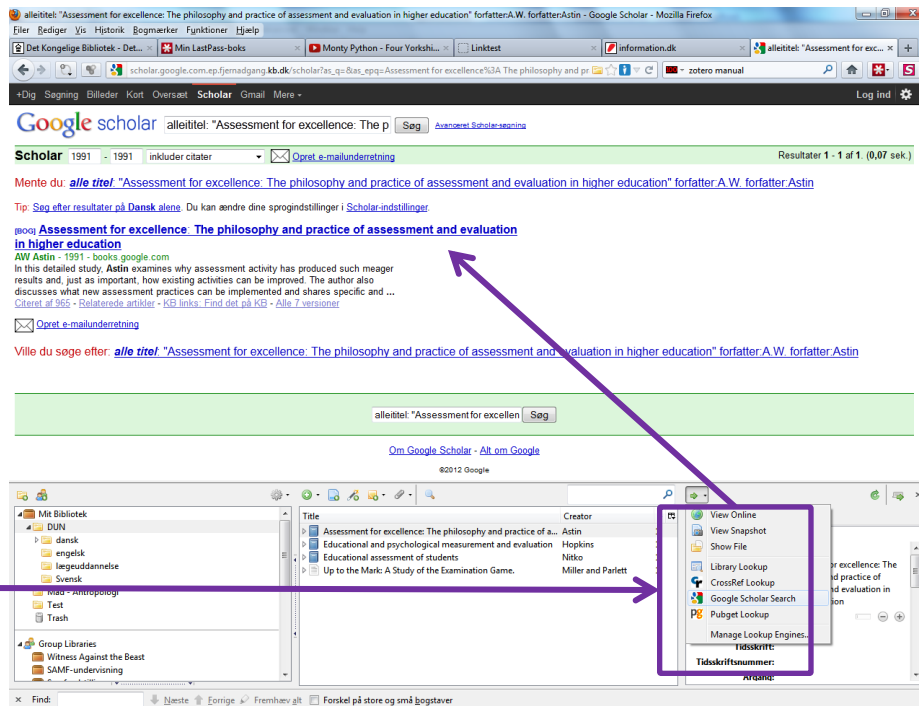 alleititel: "Assessment for excellence: The philosophy and practice of assessment and evaluation in higher education" forfatter:A.W. forfatter:Astin - Google Scholar - Mozilla Firefox
Filer Rediger Vis Historik Bogmærker Funktioner Hjælp
Det Kongelige Bibliotek - Det...
Min LastPass-boks
Monty Python - Four Yorkshi...
Linktest
information.dk
alleititel: "Assessment for exc...
scholar.google.com.ep.fjernadgang.kb.dk/scholar?as_q=&as_epq=Assessment for excellence%3A The philosophy and pr
zotero manual
+Dig Søgning Billeder Kort Oversæt Scholar Gmail Mere
Log ind
Google scholar
alleititel: "Assessment for excellence: The p
Søg
Avanceret Scholar-søgning
Scholar 1991 - 1991 inkluder citater
Opret e-mailunderretning
Resultater 1 - 1 af 1. (0,07 sek.)
Mente du: alle titel: "Assessment for excellence: The philosophy and practice of assessment and evaluation in higher education" forfatter:A.W. forfatter:Astin
Tip: Søg efter resultater på Dansk alene. Du kan ændre dine sprogindstillinger i Scholar-indstillinger.
[BOG] Assessment for excellence: The philosophy and practice of assessment and evaluation
in higher education
AW Astin - 1991 - books.google.com
In this detailed study, Astin examines why assessment activity has produced such meager
results and, just as important, how existing activities can be improved. The author also
discusses what new assessment practices can be implemented and shares specific and ...
Citeret af 965 - Relaterede artikler - KB links: Find det på KB - Alle 7 versioner
Opret e-mailunderretning
Ville du søge efter: alle titel: "Assessment for excellence: The philosophy and practice of assessment and evaluation in higher education" forfatter:A.W. forfatter:Astin
alleititel: "Assessment for excellen
Søg
Om Google Scholar - Alt om Google
©2012 Google
Mit Bibliotek
DUN
dansk
engelsk
lægeuddannelse
Svensk
Mad - Antropologi
Test
Trash
Group Libraries
Witness Against the Beast
SAMF-undervisning
Title Creator
Assessment for excellence: The philosophy and practice of a... Astin
Educational and psychological measurement and evaluation Hopkins
Educational assessment of students Nitko
Up to the Mark: A Study of the Examination Game. Miller and Parlett
View Online
View Snapshot
Show File
Library Lookup
CrossRef Lookup
Google Scholar Search
Pubget Lookup
Manage Lookup Engines...
or excellence: The
nd practice of
nd evaluation in
ion
Tidsskrift:
Tidsskriftsnummer:
Argang:
Find:
Næste Forrige Fremhæv alt Forskel på store og små bogstaver